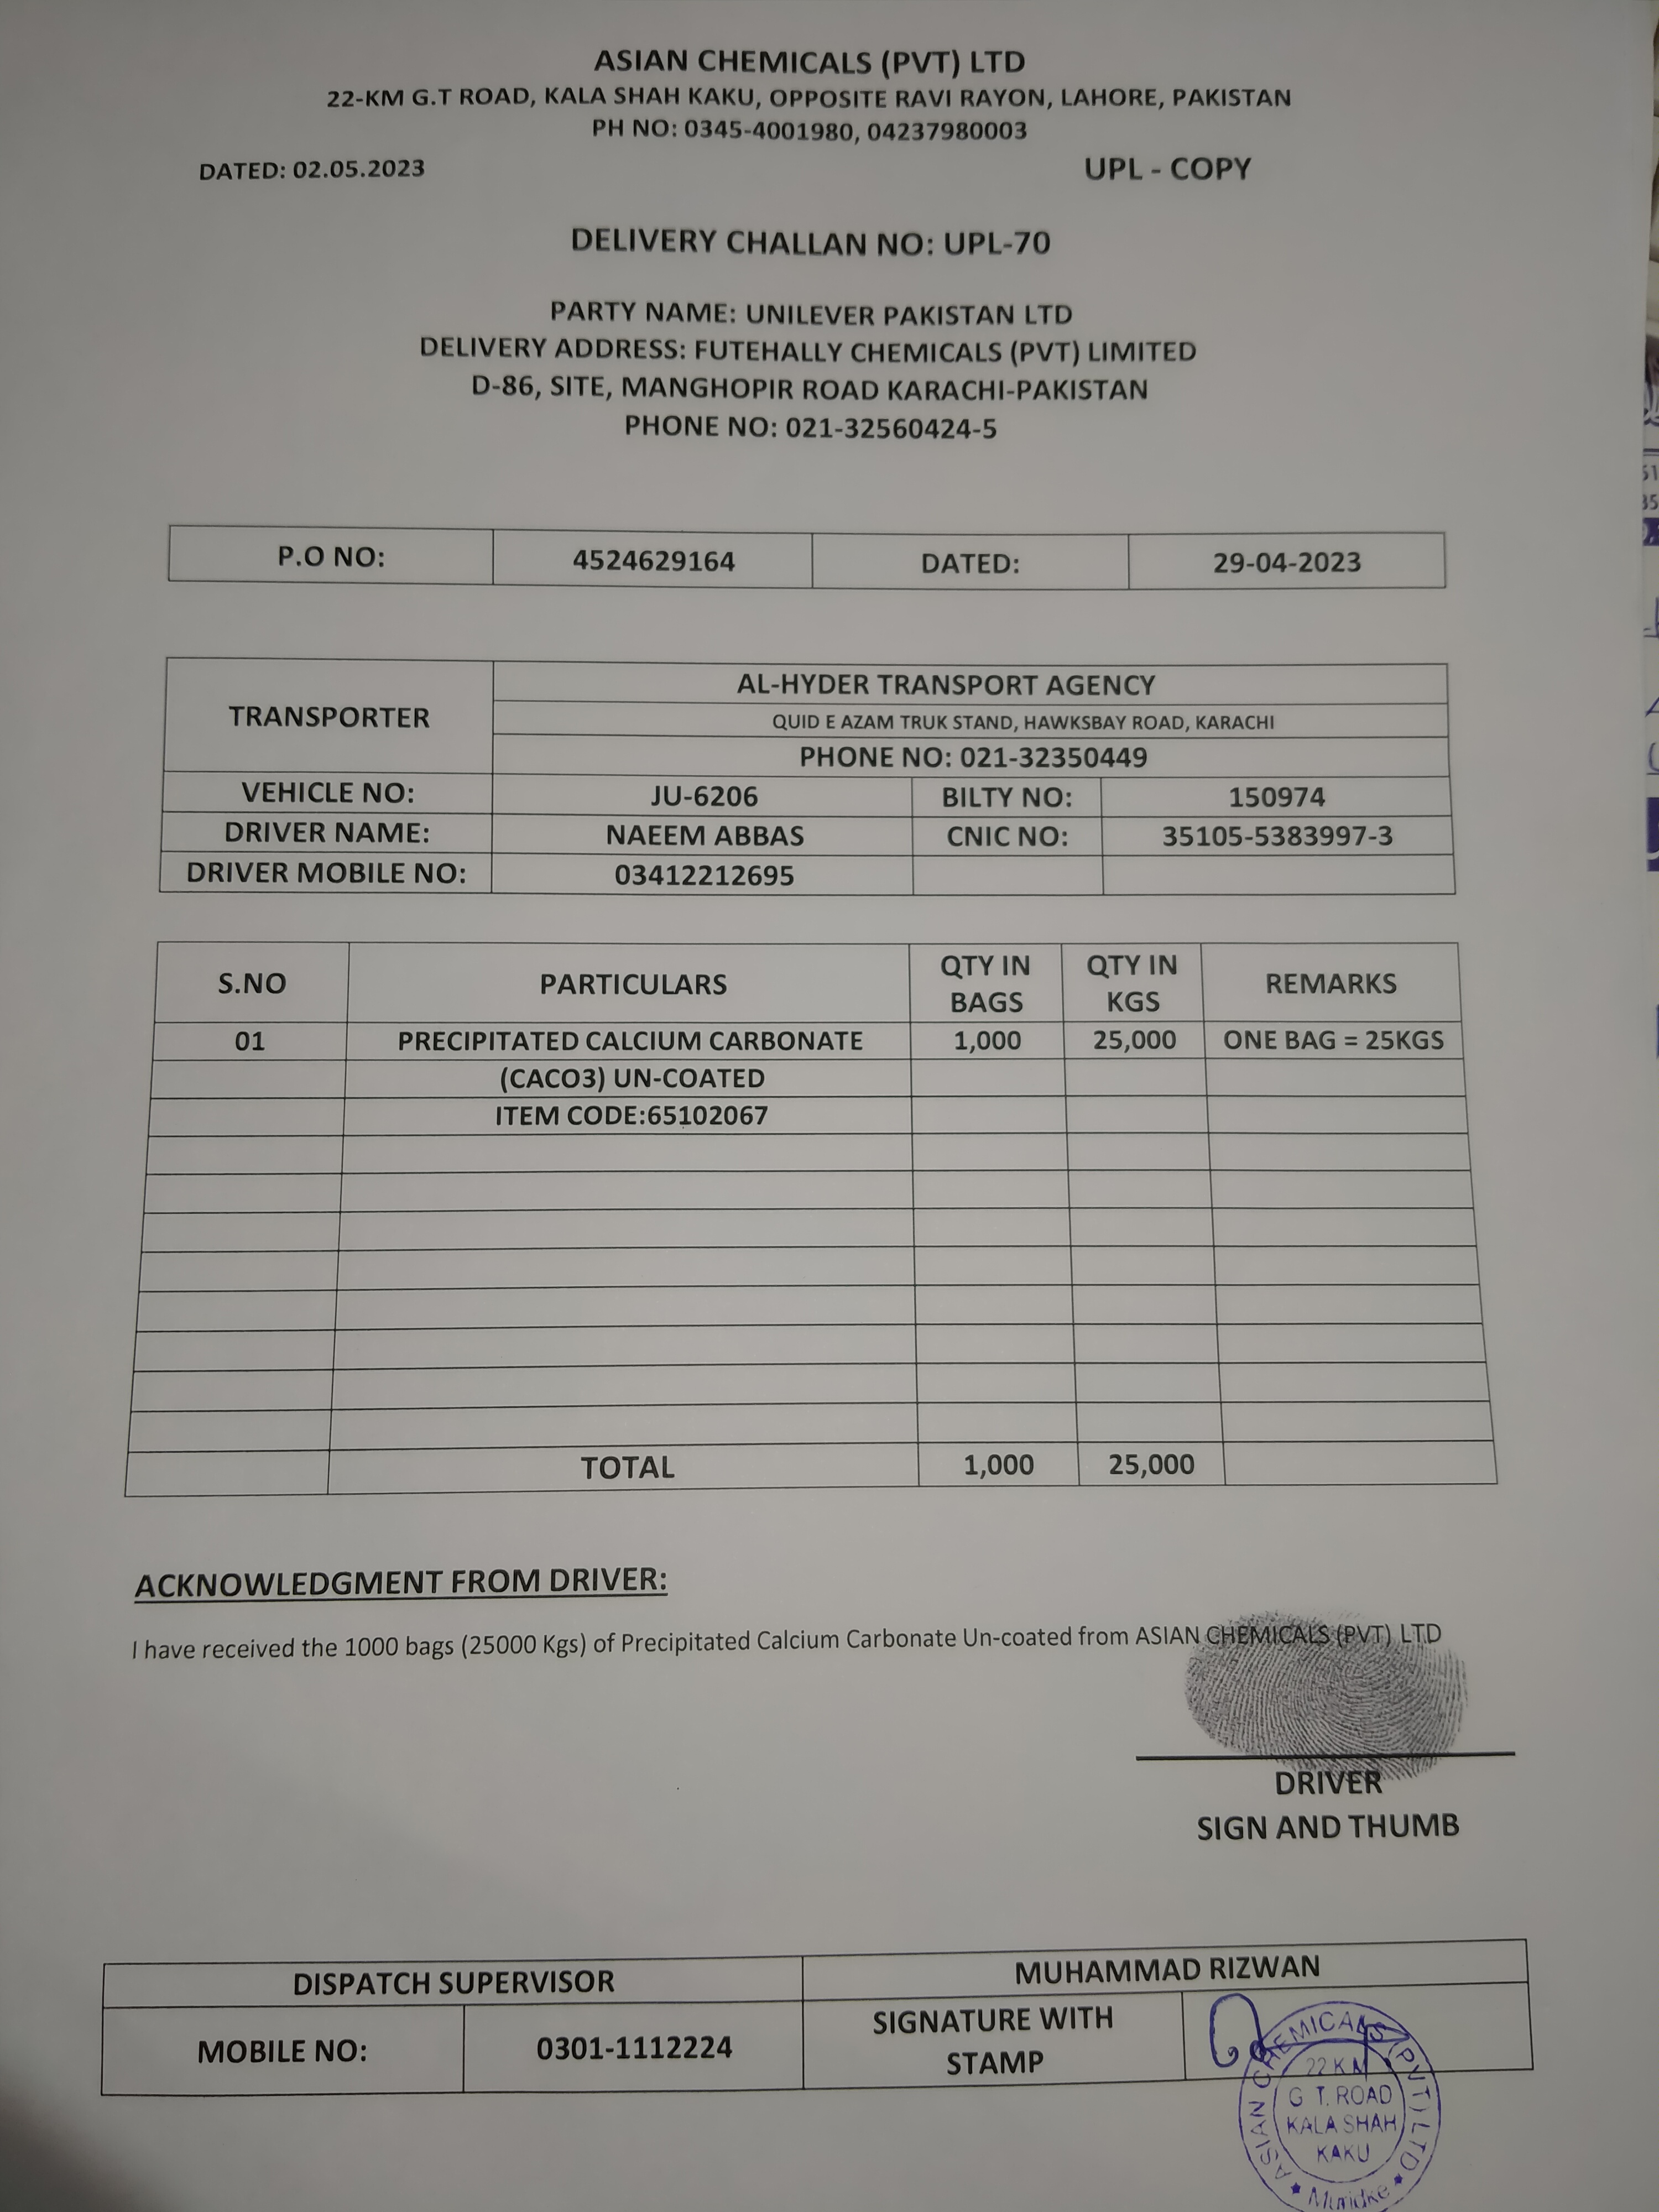 ASIAN CHEMICALS (PVT) LTD
22-KM G.T ROAD, KALA SHAH KAKU, OPPOSITE RAVI RAYON, LAHORE, PAKISTAN
PH NO: 0345-4001980, 04237980003
DATED: 02.05.2023 UPL - COPY
DELIVERY CHALLAN NO: UPL-70
PARTY NAME: UNILEVER PAKISTAN LTD
DELIVERY ADDRESS: FUTEHALLY CHEMICALS (PVT) LIMITED
D-86, SITE, MANGHOPIR ROAD KARACHI-PAKISTAN
PHONE NO: 021-32560424-5
P.O NO: 4524629164 DATED: 29-04-2023
TRANSPORTER
AL-HYDER TRANSPORT AGENCY
QUID E AZAM TRUK STAND, HAWKSBAY ROAD, KARACHI
PHONE NO: 021-32350449
VEHICLE NO: JU-6206 BILTY NO: 150974
DRIVER NAME: NAEEM ABBAS CNIC NO: 35105-5383997-3
DRIVER MOBILE NO: 03412212695
S.NO PARTICULARS QTY IN BAGS QTY IN KGS REMARKS
01 PRECIPITATED CALCIUM CARBONATE 1,000 25,000 ONE BAG = 25KGS
(CACO3) UN-COATED
ITEM CODE:65102067
TOTAL 1,000 25,000
ACKNOWLEDGMENT FROM DRIVER:
I have received the 1000 bags (25000 Kgs) of Precipitated Calcium Carbonate Un-coated from ASIAN CHEMICALS (PVT) LTD
DRIVER
SIGN AND THUMB
DISPATCH SUPERVISOR MUHAMMAD RIZWAN
MOBILE NO: 0301-1112224 SIGNATURE WITH STAMP
ASIAN CHEMICALS (PVT) LTD
22 KM
G T. ROAD
KALA SHAH
KAKU
Muridke